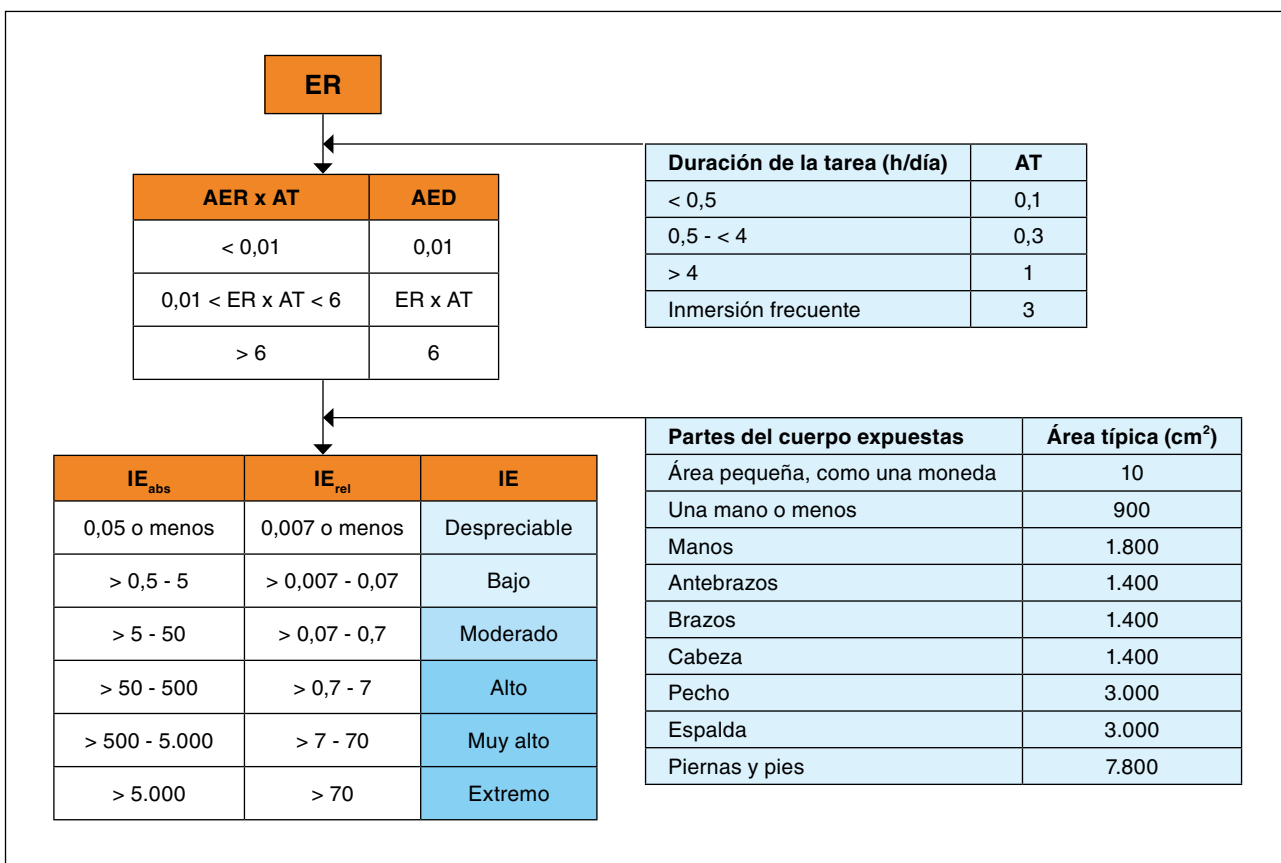 ER
Duración de la tarea (h/día) AT
< 0,5 0,1
0,5 - < 4 0,3
> 4 1
Inmersión frecuente 3
AER x AT AED
< 0,01 0,01
0,01 < ER x AT < 6 ER x AT
> 6 6
Partes del cuerpo expuestas Área típica (cm²)
Área pequeña, como una moneda 10
Una mano o menos 900
Manos 1.800
Antebrazos 1.400
Brazos 1.400
Cabeza 1.400
Pecho 3.000
Espalda 3.000
Piernas y pies 7.800
IEabs IErel IE
0,05 o menos 0,007 o menos Despreciable
> 0,5 - 5 > 0,007 - 0,07 Bajo
> 5 - 50 > 0,07 - 0,7 Moderado
> 50 - 500 > 0,7 - 7 Alto
> 500 - 5.000 > 7 - 70 Muy alto
> 5.000 > 70 Extremo